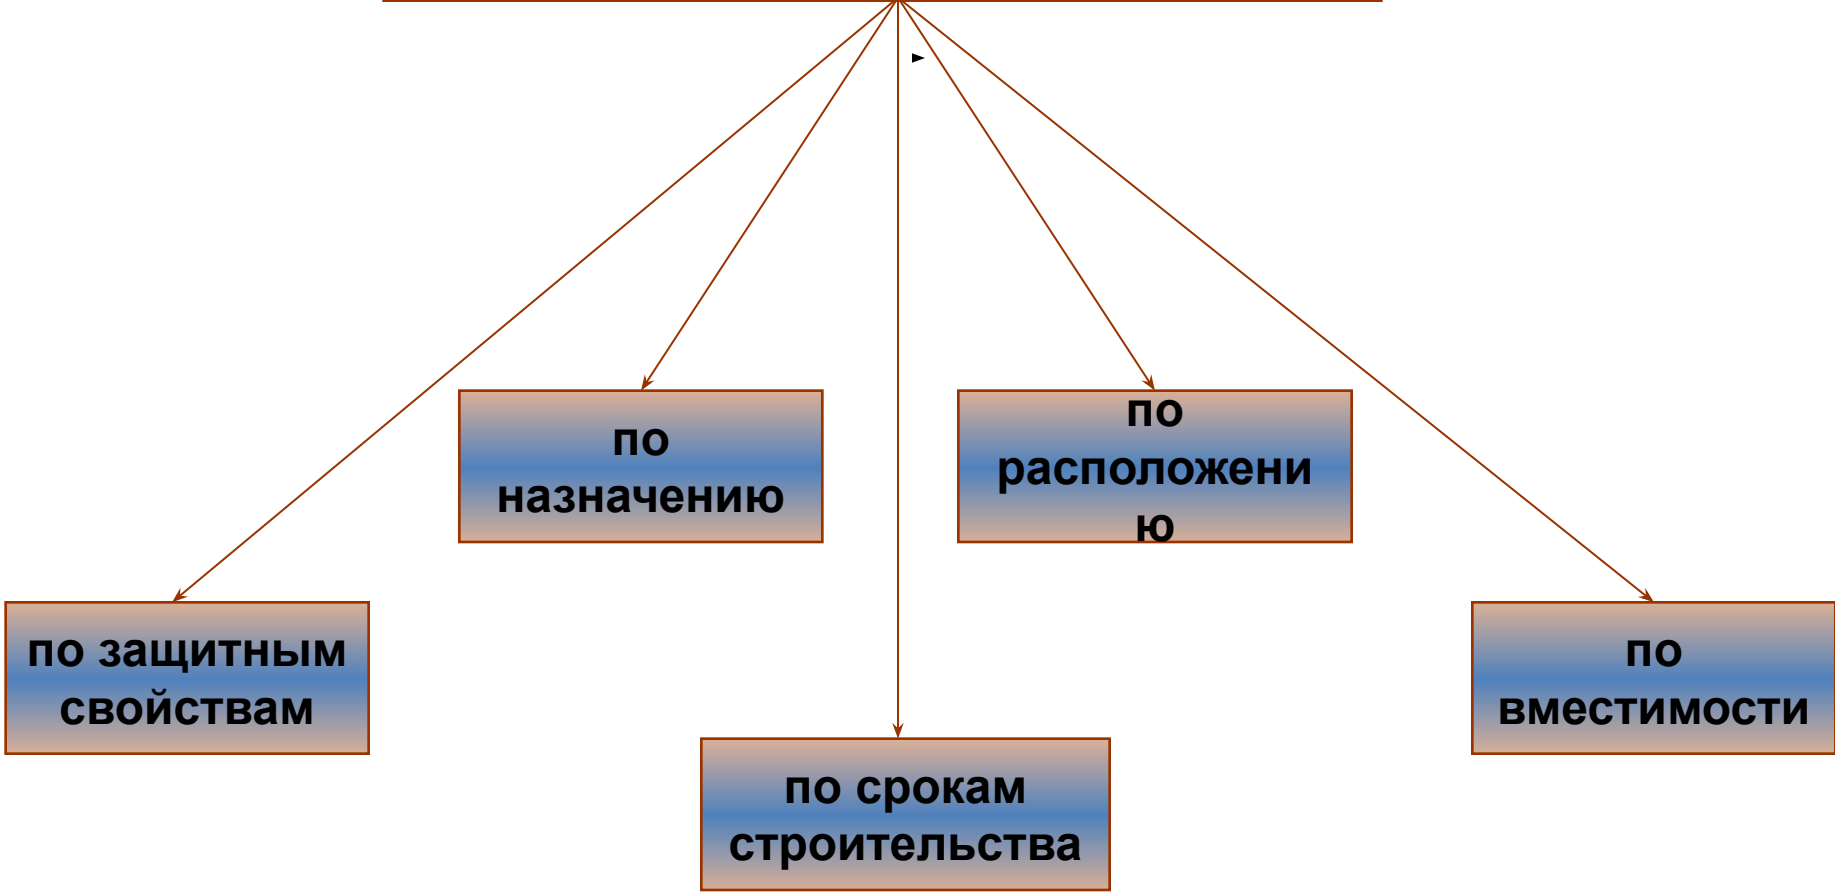 по
назначению
по
расположени
ю
по защитным
свойствам
по
вместимости
по срокам
строительства